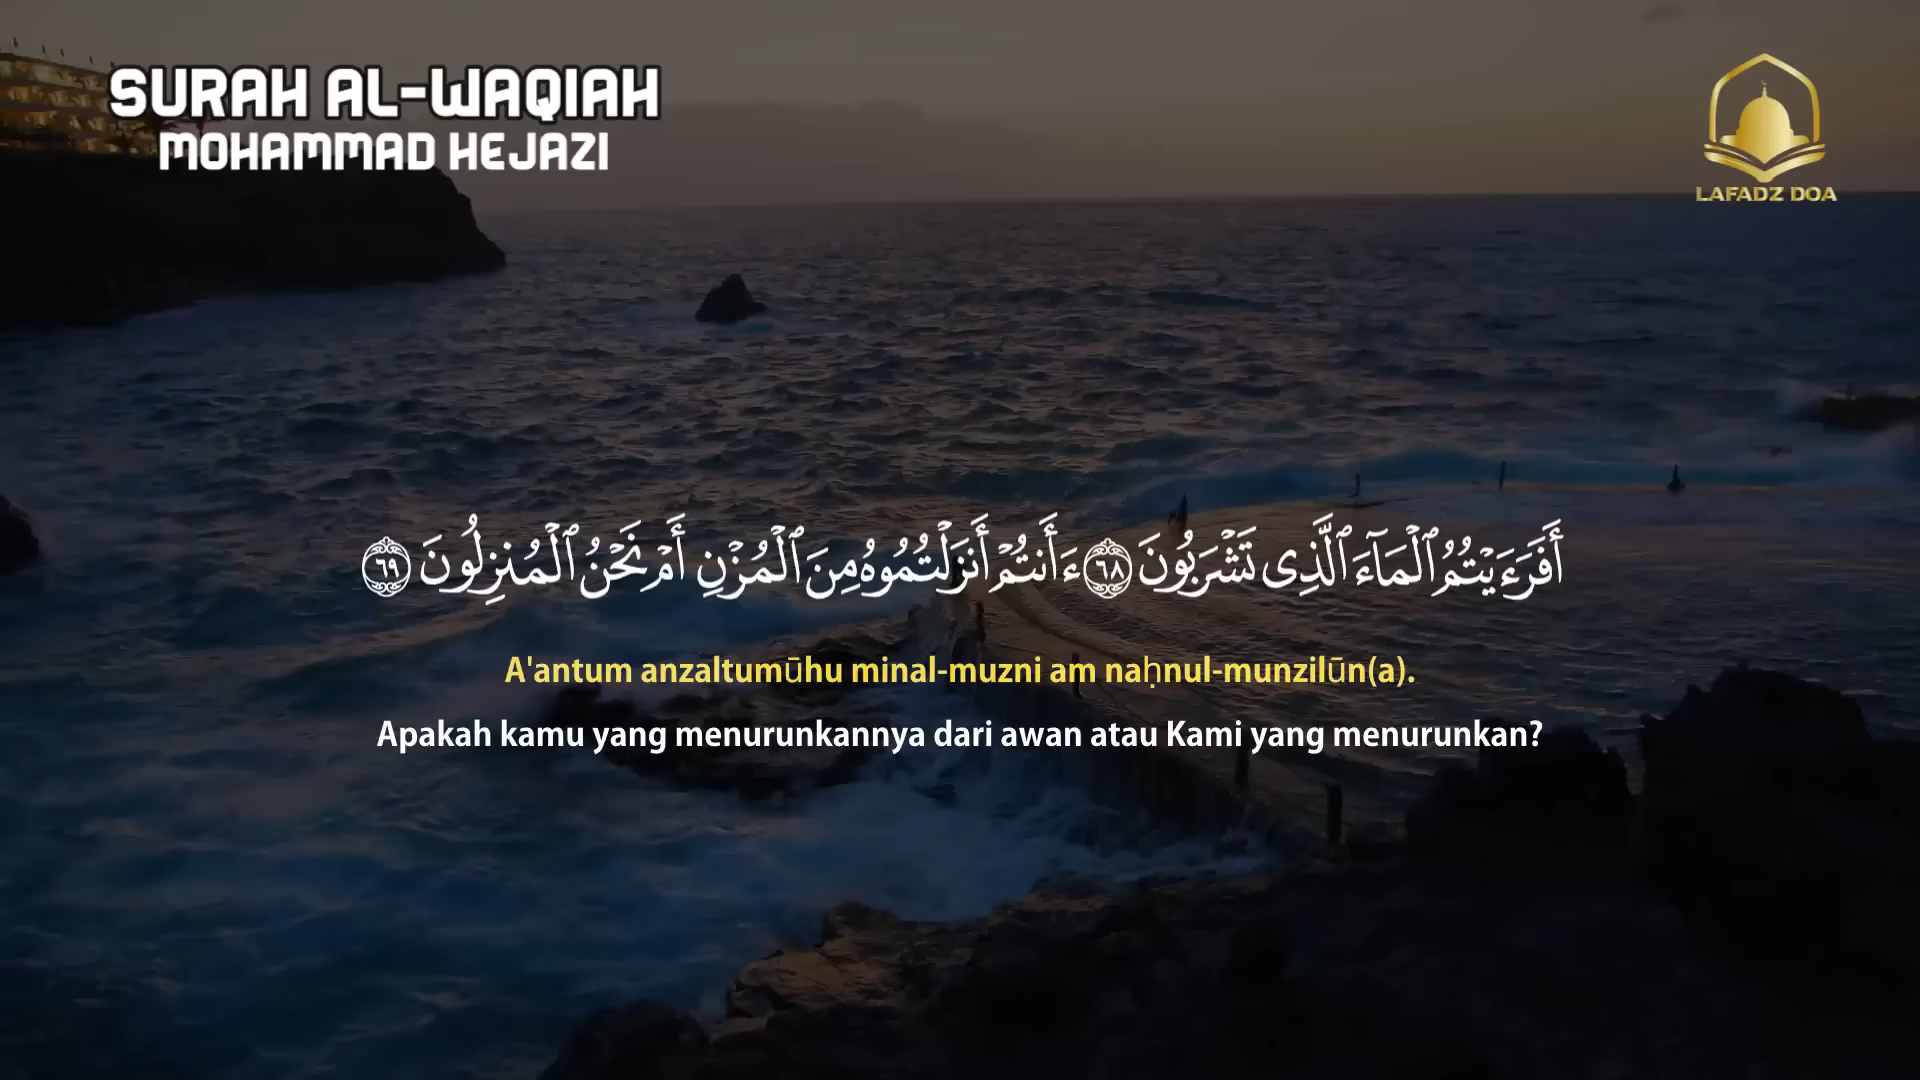 SURAH AL-WAQIAH
MOHAMMAD HEJAZI
LAFADZ DOA
أَفَرَءَيْتُمُ ٱلْمَآءَ ٱلَّذِى تَشْرَبُونَ ٦٨ ءَأَنتُمْ أَنزَلْتُمُوهُ مِنَ ٱلْمُزْنِ أَمْ نَحْنُ ٱلْمُنزِلُونَ ٦٩
A'antum anzaltumūhu minal-muzni am naḥnul-munzilūn(a).
Apakah kamu yang menurunkannya dari awan atau Kami yang menurunkan?